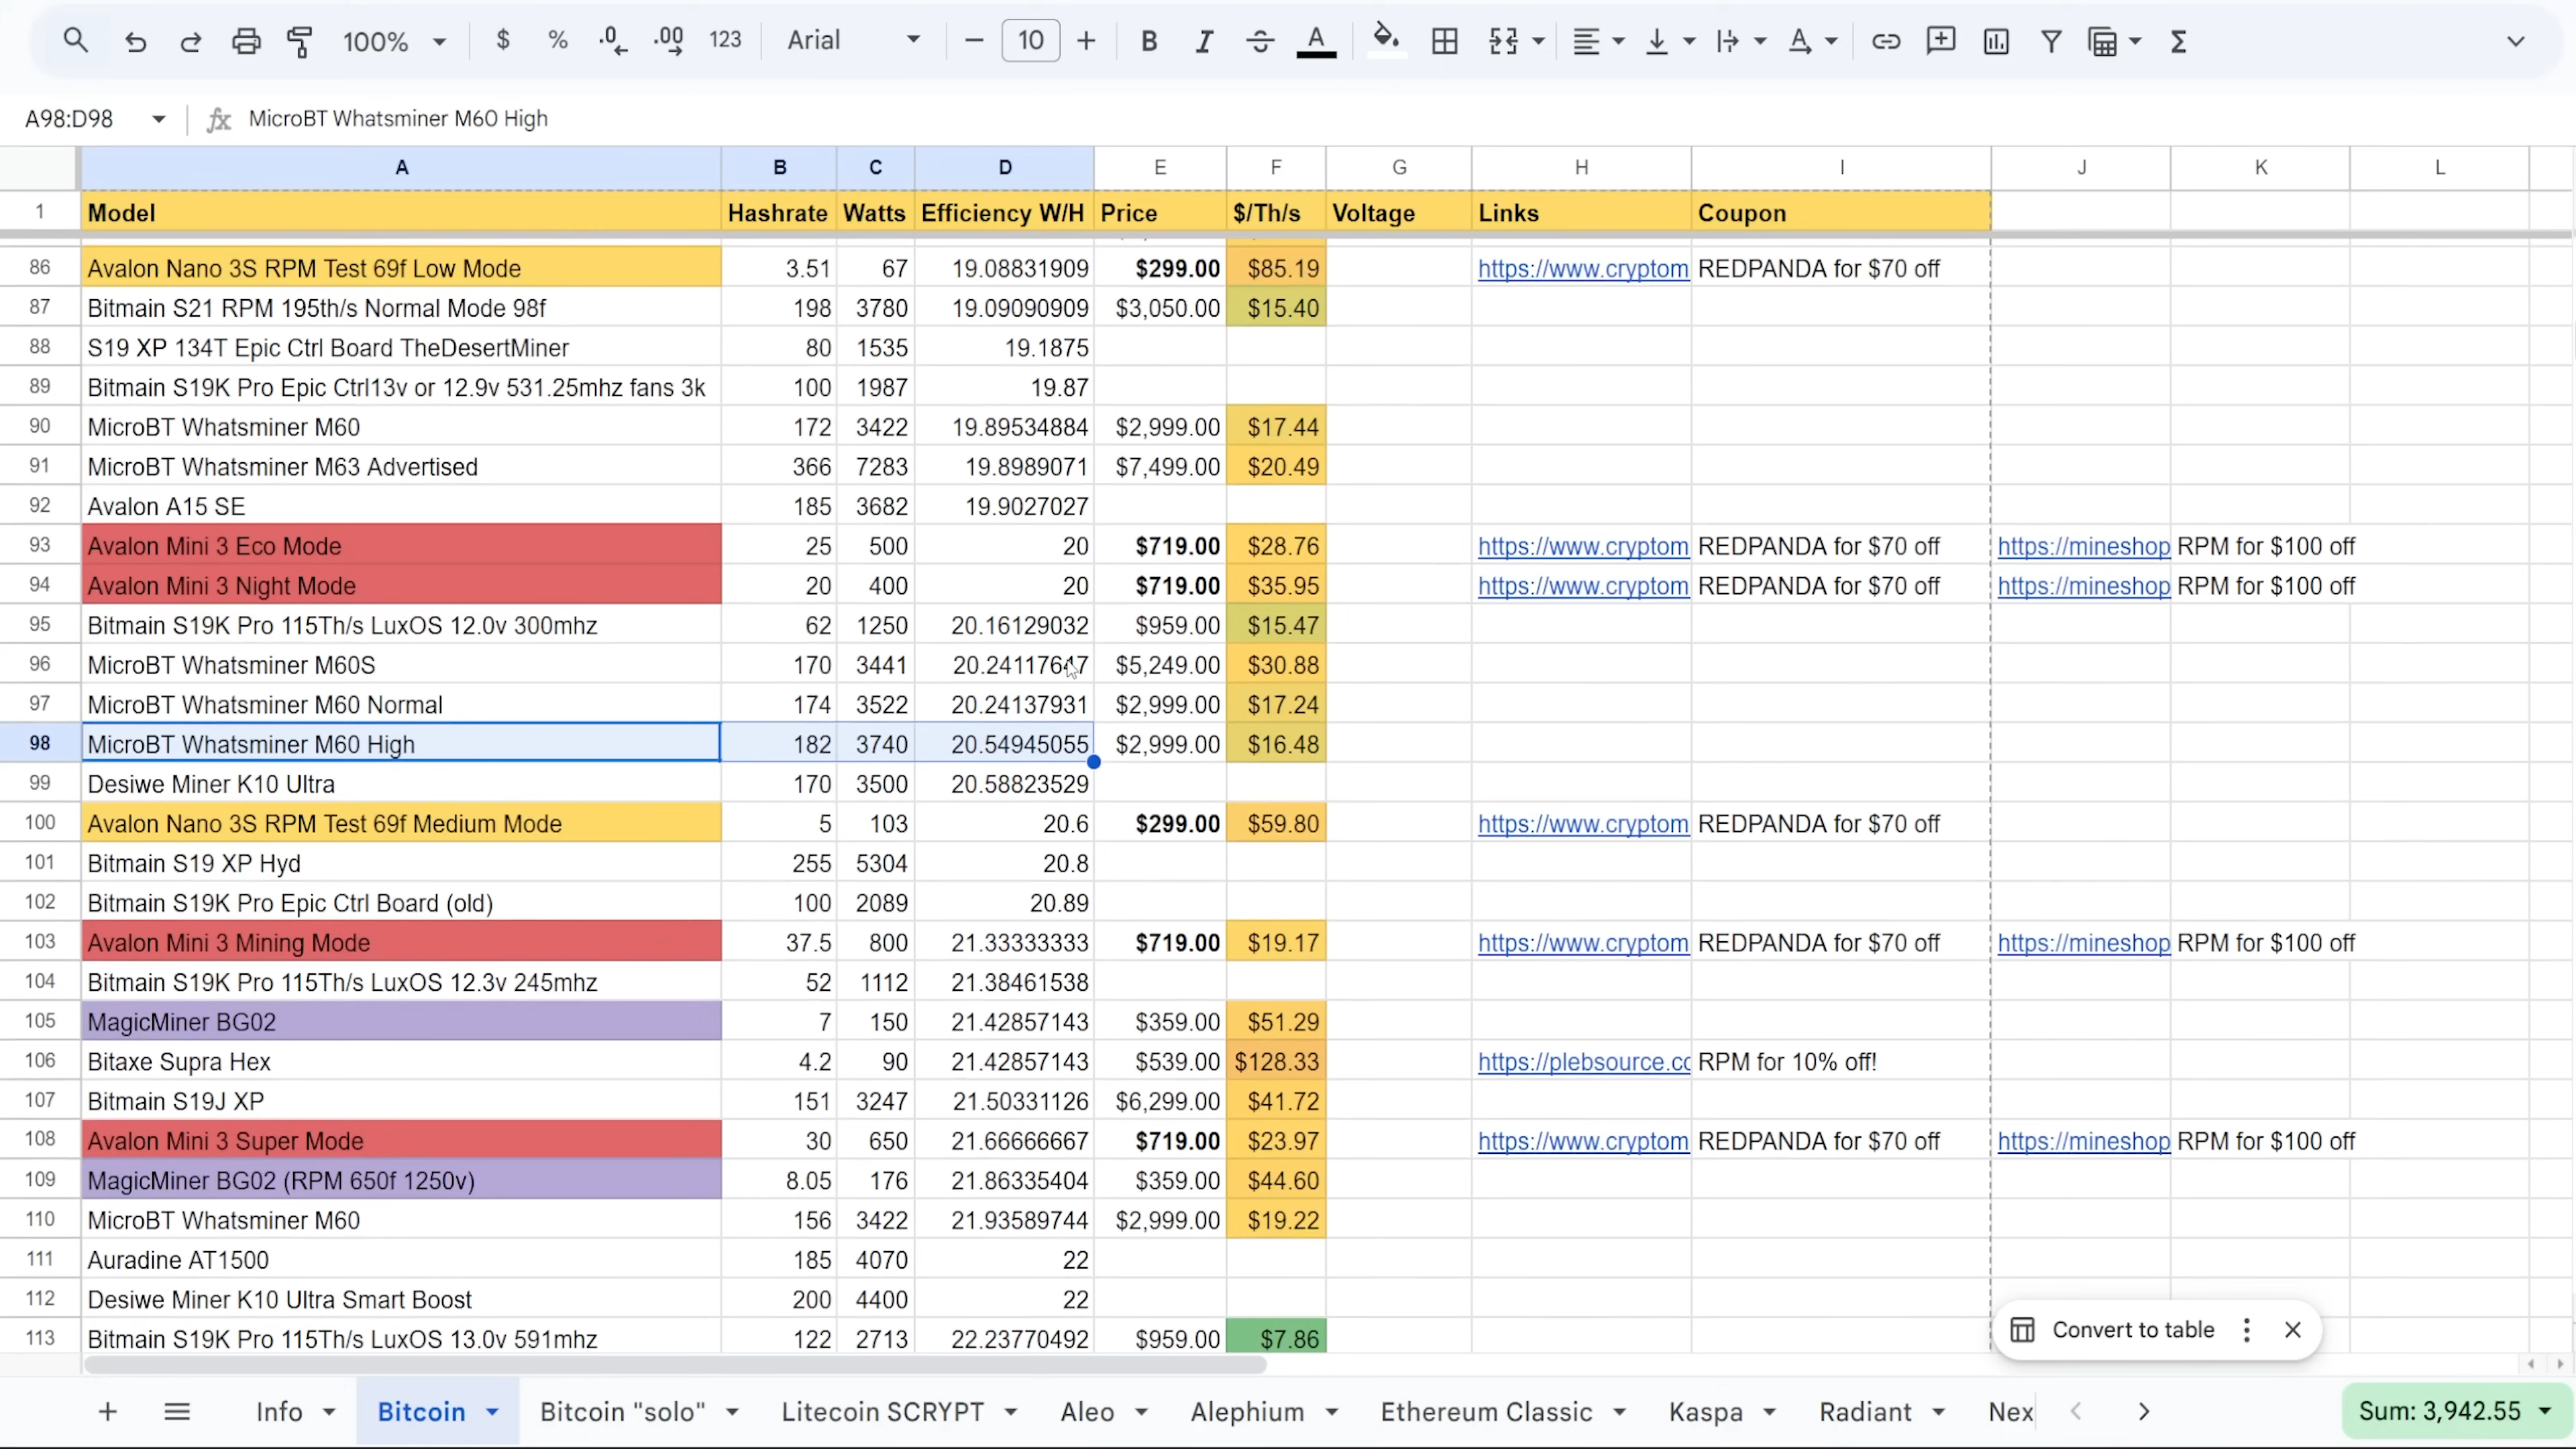 100% $ % .0 .00 123 Arial 10 B I A A Σ
A98:D98 fx MicroBT Whatsminer M60 High
A B C D E F G H I J K L
1 Model Hashrate Watts Efficiency W/H Price $/Th/s Voltage Links Coupon
86 Avalon Nano 3S RPM Test 69f Low Mode 3.51 67 19.08831909 $299.00 $85.19 https://www.cryptom REDPANDA for $70 off
87 Bitmain S21 RPM 195th/s Normal Mode 98f 198 3780 19.09090909 $3,050.00 $15.40
88 S19 XP 134T Epic Ctrl Board TheDesertMiner 80 1535 19.1875
89 Bitmain S19K Pro Epic Ctrl13v or 12.9v 531.25mhz fans 3k 100 1987 19.87
90 MicroBT Whatsminer M60 172 3422 19.89534884 $2,999.00 $17.44
91 MicroBT Whatsminer M63 Advertised 366 7283 19.8989071 $7,499.00 $20.49
92 Avalon A15 SE 185 3682 19.9027027
93 Avalon Mini 3 Eco Mode 25 500 20 $719.00 $28.76 https://www.cryptom REDPANDA for $70 off https://mineshop RPM for $100 off
94 Avalon Mini 3 Night Mode 20 400 20 $719.00 $35.95 https://www.cryptom REDPANDA for $70 off https://mineshop RPM for $100 off
95 Bitmain S19K Pro 115Th/s LuxOS 12.0v 300mhz 62 1250 20.16129032 $959.00 $15.47
96 MicroBT Whatsminer M60S 170 3441 20.24117647 $5,249.00 $30.88
97 MicroBT Whatsminer M60 Normal 174 3522 20.24137931 $2,999.00 $17.24
98 MicroBT Whatsminer M60 High 182 3740 20.54945055 $2,999.00 $16.48
99 Desiwe Miner K10 Ultra 170 3500 20.58823529
100 Avalon Nano 3S RPM Test 69f Medium Mode 5 103 20.6 $299.00 $59.80 https://www.cryptom REDPANDA for $70 off
101 Bitmain S19 XP Hyd 255 5304 20.8
102 Bitmain S19K Pro Epic Ctrl Board (old) 100 2089 20.89
103 Avalon Mini 3 Mining Mode 37.5 800 21.33333333 $719.00 $19.17 https://www.cryptom REDPANDA for $70 off https://mineshop RPM for $100 off
104 Bitmain S19K Pro 115Th/s LuxOS 12.3v 245mhz 52 1112 21.38461538
105 MagicMiner BG02 7 150 21.42857143 $359.00 $51.29
106 Bitaxe Supra Hex 4.2 90 21.42857143 $539.00 $128.33 https://plebsource.co RPM for 10% off!
107 Bitmain S19J XP 151 3247 21.50331126 $6,299.00 $41.72
108 Avalon Mini 3 Super Mode 30 650 21.66666667 $719.00 $23.97 https://www.cryptom REDPANDA for $70 off https://mineshop RPM for $100 off
109 MagicMiner BG02 (RPM 650f 1250v) 8.05 176 21.86335404 $359.00 $44.60
110 MicroBT Whatsminer M60 156 3422 21.93589744 $2,999.00 $19.22
111 Auradine AT1500 185 4070 22
112 Desiwe Miner K10 Ultra Smart Boost 200 4400 22
113 Bitmain S19K Pro 115Th/s LuxOS 13.0v 591mhz 122 2713 22.23770492 $959.00 $7.86
Convert to table
Info Bitcoin Bitcoin "solo" Litecoin SCRYPT Aleo Alephium Ethereum Classic Kaspa Radiant Nex Sum: 3,942.55